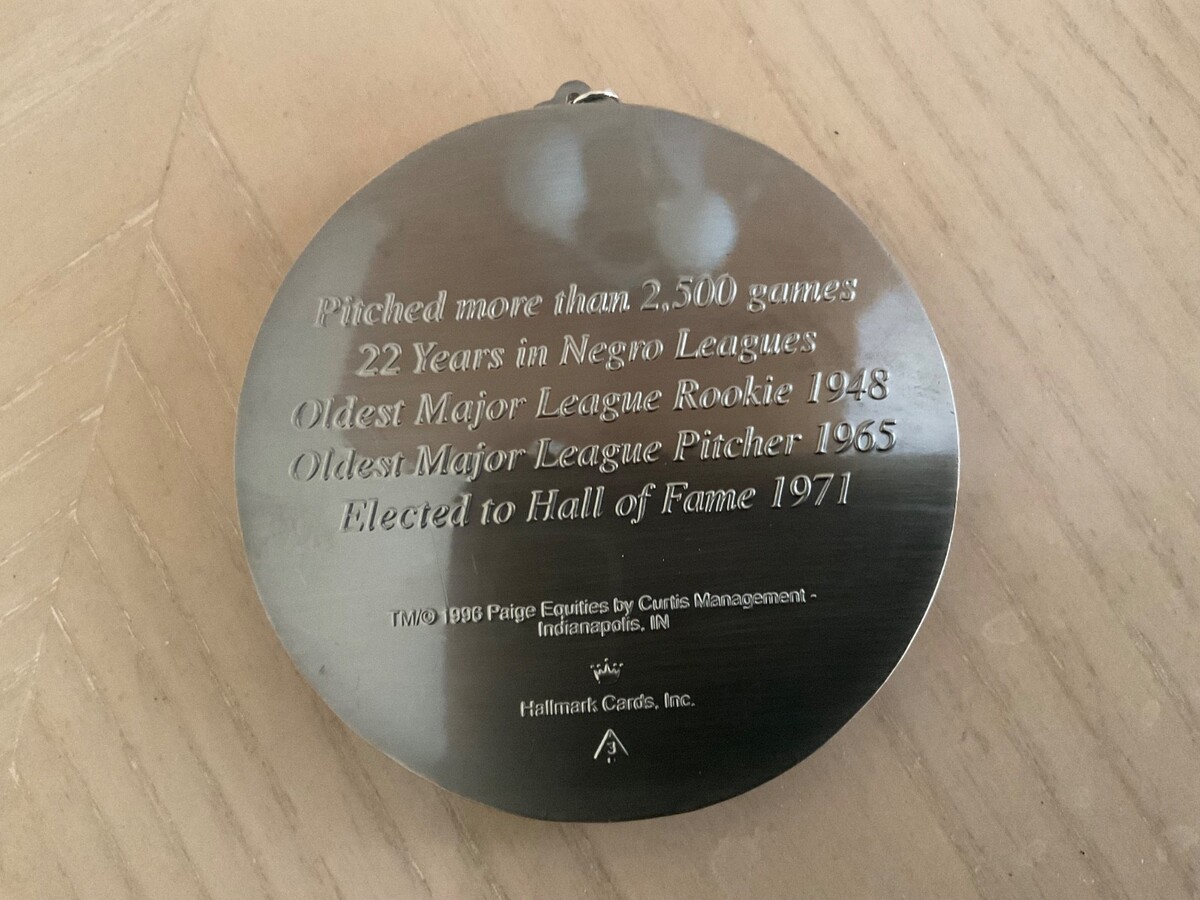 Pitched more than 2,500 games
22 Years in Negro Leagues
Oldest Major League Rookie 1948
Oldest Major League Pitcher 1965
Elected to Hall of Fame 1971
TM/© 1996 Paige Equities by Curtis Management -
Indianapolis, IN
Hallmark Cards, Inc.
3